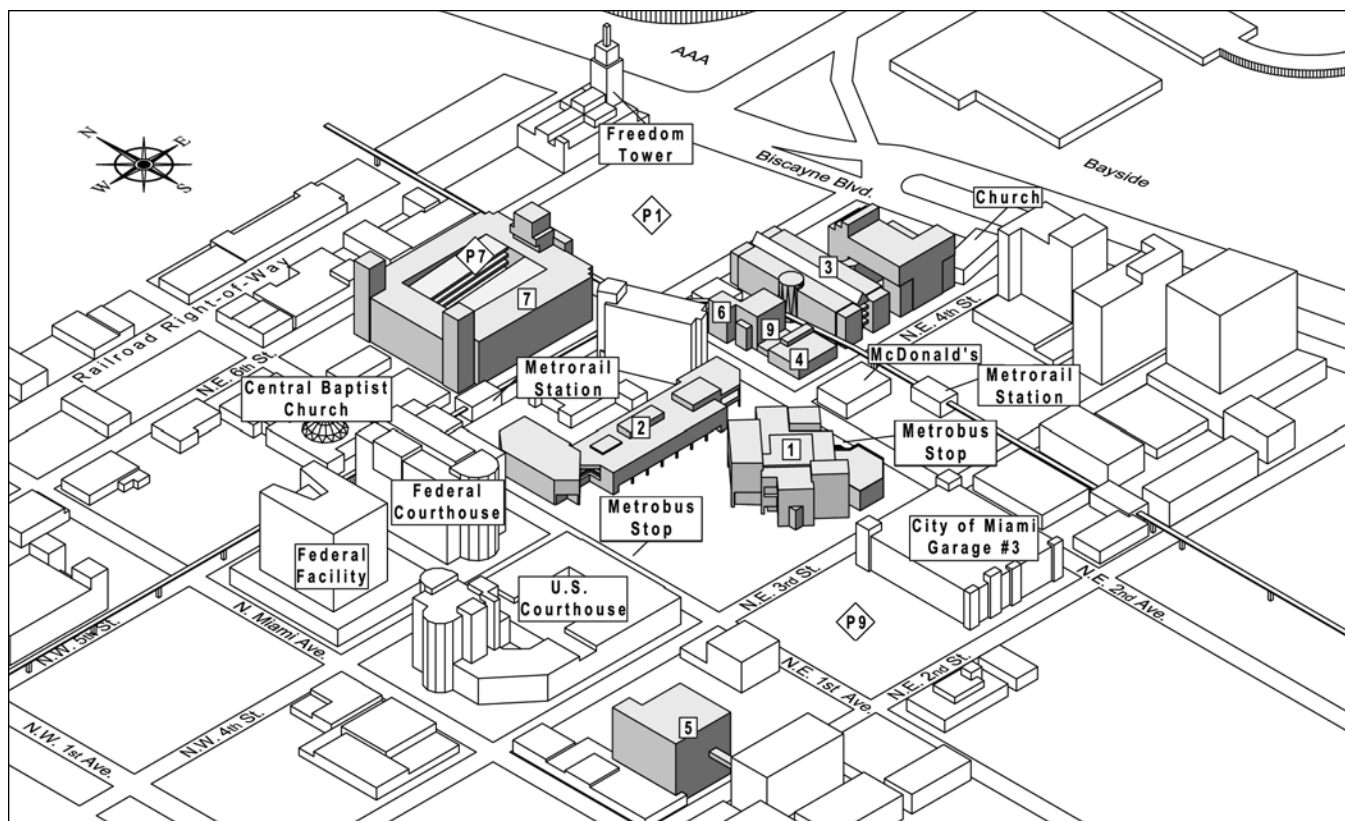 AAA
Freedom
Tower
N
E
W
S
Biscayne Blvd.
Bayside
P1
Church
P7
3
7
6
9
4
N.E. 4th St.
Railroad Right-of-Way
N.E. 6th St.
McDonald's
Metrorail
Station
Metrorail
Station
Central Baptist
Church
2
1
Metrobus
Stop
Federal
Courthouse
Metrobus
Stop
City of Miami
Garage #3
Federal
Facility
U.S.
Courthouse
N.E. 3rd St.
N.E. 2nd Ave.
P9
N. Miami Ave.
N.W. 5th St.
N.E. 1st Ave.
N.E. 2nd St.
N.W. 4th St.
N.W. 1st Ave.
5